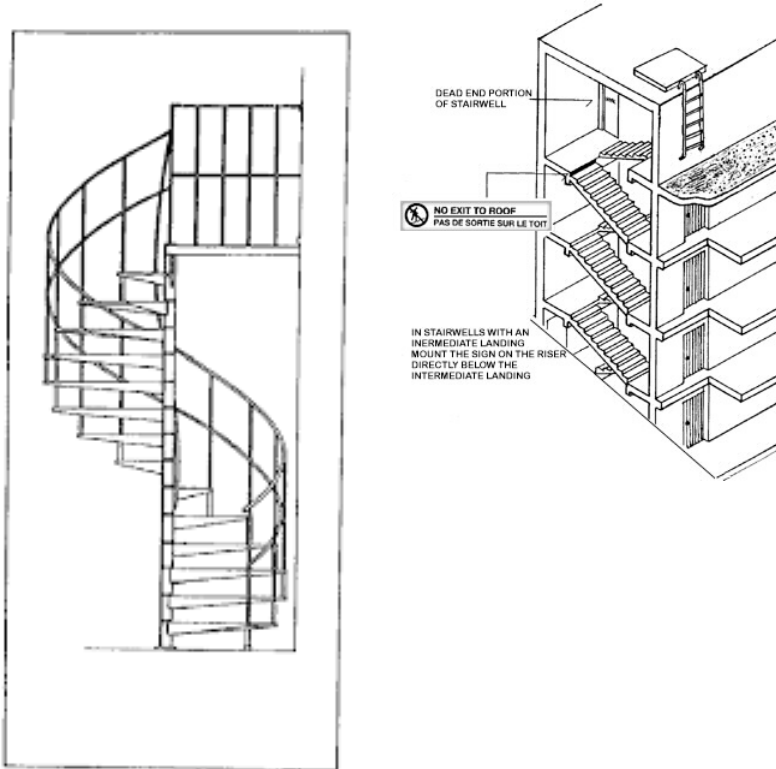 DEAD END PORTION
OF STAIRWELL
NO EXIT TO ROOF
PAS DE SORTIE SUR LE TOIT
IN STAIRWELLS WITH AN
INERMEDIATE LANDING
MOUNT THE SIGN ON THE RISER
DIRECTLY BELOW THE
INTERMEDIATE LANDING